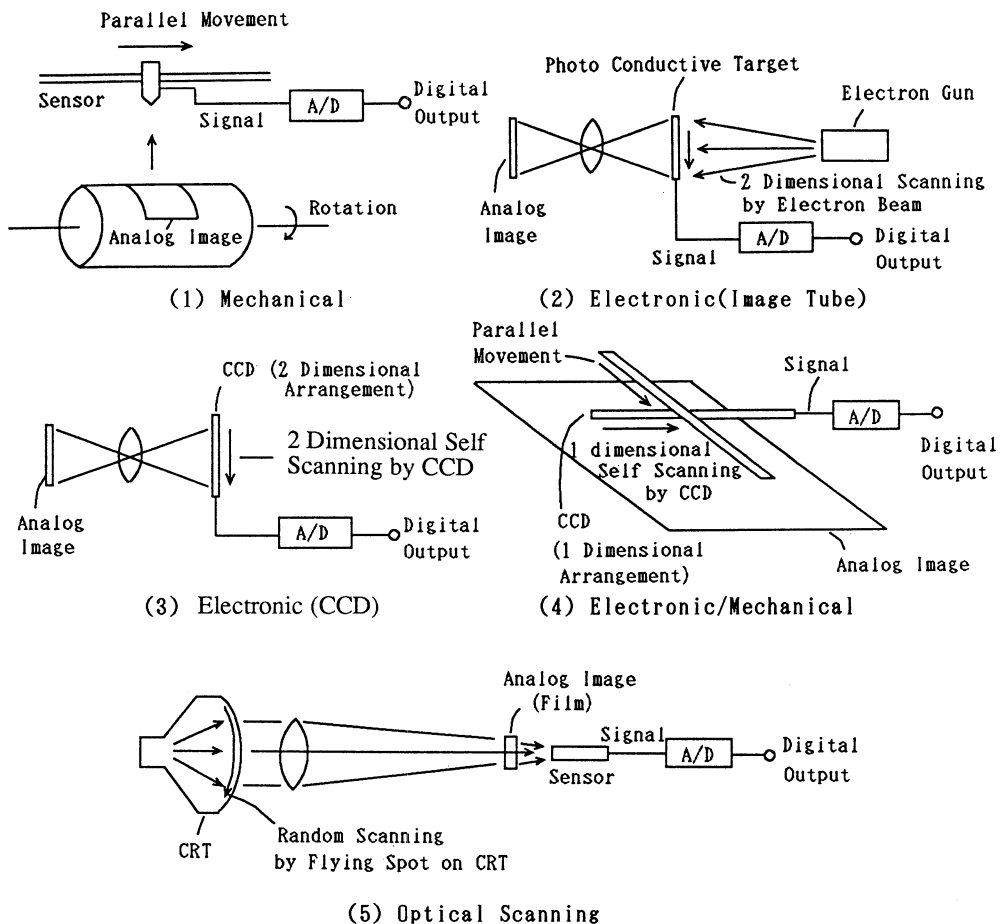 Parallel Movement
Sensor
Signal
A/D
Digital
Output
Analog Image
Rotation
(1) Mechanical
Photo Conductive Target
Electron Gun
Analog
Image
2 Dimensional Scanning
by Electron Beam
Signal
A/D
Digital
Output
(2) Electronic(Image Tube)
CCD (2 Dimensional
Arrangement)
2 Dimensional Self
Scanning by CCD
Analog
Image
A/D
Digital
Output
(3) Electronic (CCD)
Parallel
Movement
Signal
A/D
Digital
Output
1 dimensional
Self Scanning
by CCD
CCD
(1 Dimensional
Arrangement)
Analog Image
(4) Electronic/Mechanical
Analog Image
(Film)
Signal
A/D
Digital
Output
Sensor
CRT
Random Scanning
by Flying Spot on CRT
(5) Optical Scanning